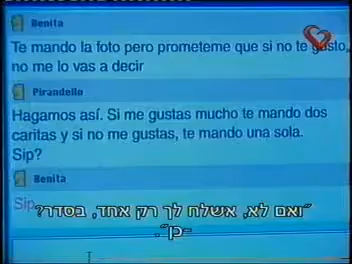 Benita
Te mando la foto pero prometeme que si no te gusto,
no me lo vas a decir
Pirandello
Hagamos así. Si me gustas mucho te mando dos
caritas y si no me gustas, te mando una sola.
Sip?
Benita
Sip
"ואם לא, אשלח לך רק אחד, בסדר?
-כן".